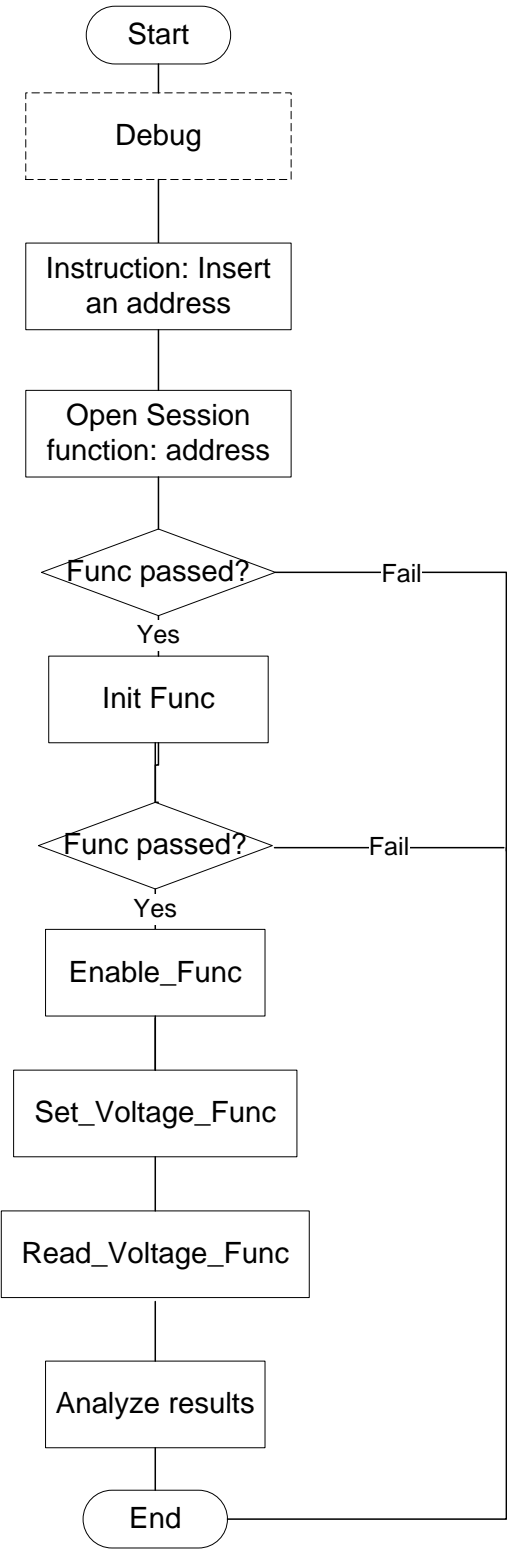 Start
Debug
Instruction: Insert
an address
Open Session
function: address
Func passed?
Fail
Yes
Init Func
Func passed?
Fail
Yes
Enable_Func
Set_Voltage_Func
Read_Voltage_Func
Analyze results
End